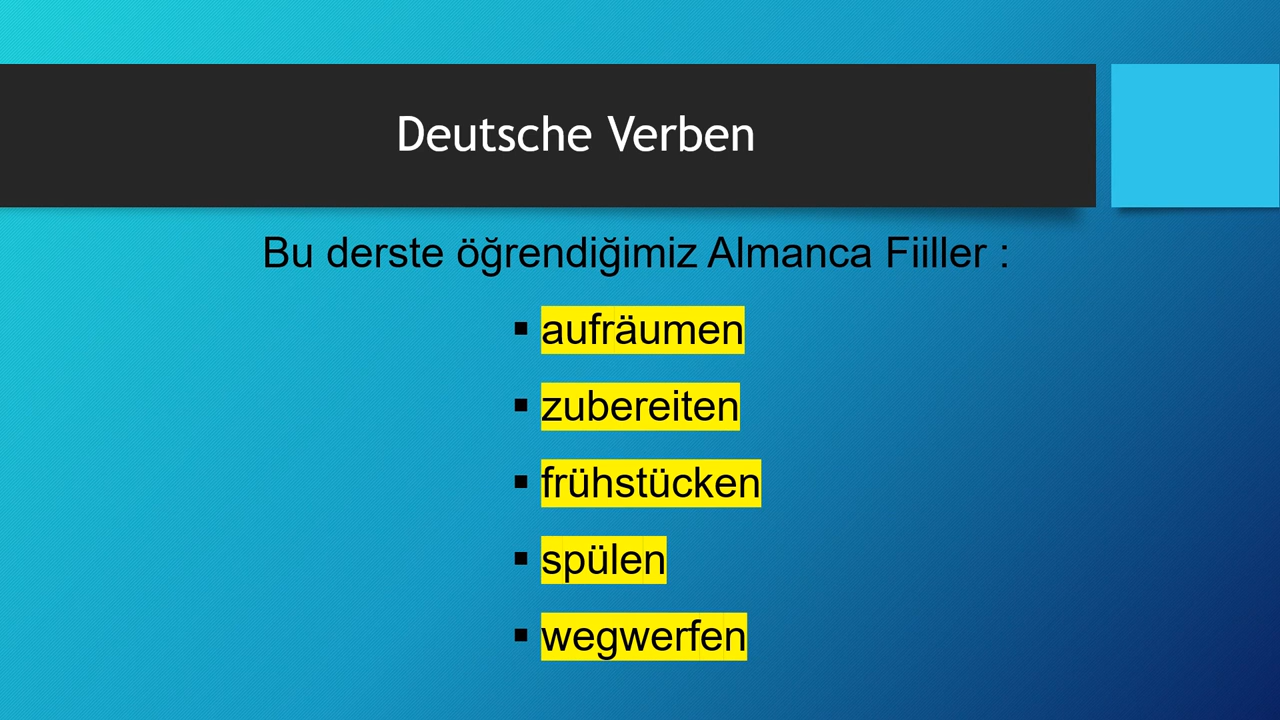 Deutsche Verben
Bu derste öğrendiğimiz Almanca Fiiller :
▪ aufräumen
▪ zubereiten
▪ frühstücken
▪ spülen
▪ wegwerfen